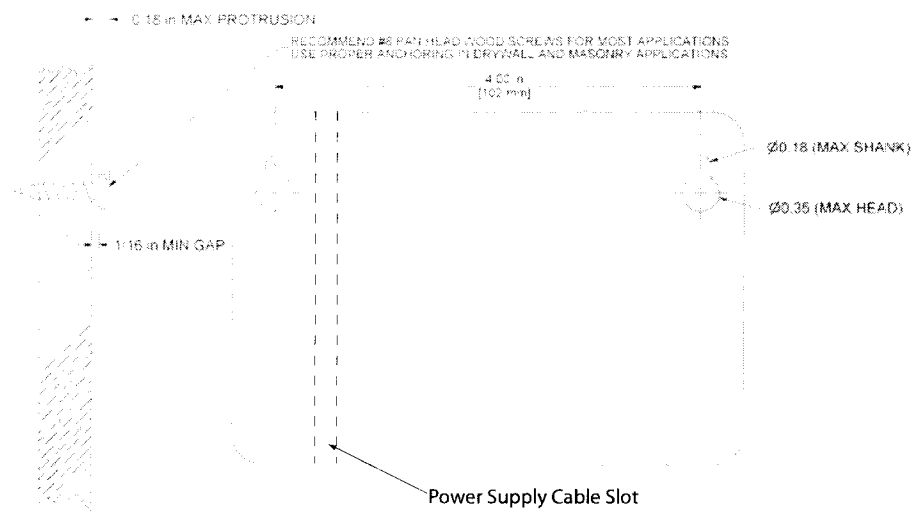 0.18 in MAX PROTRUSION
RECOMMEND #8 PAN HEAD WOOD SCREWS FOR MOST APPLICATIONS
USE PROPER ANCHORING IN DRYWALL AND MASONRY APPLICATIONS
4.00 in
[102 mm]
Ø0.18 (MAX SHANK)
Ø0.35 (MAX HEAD)
1/16 in MIN GAP
Power Supply Cable Slot